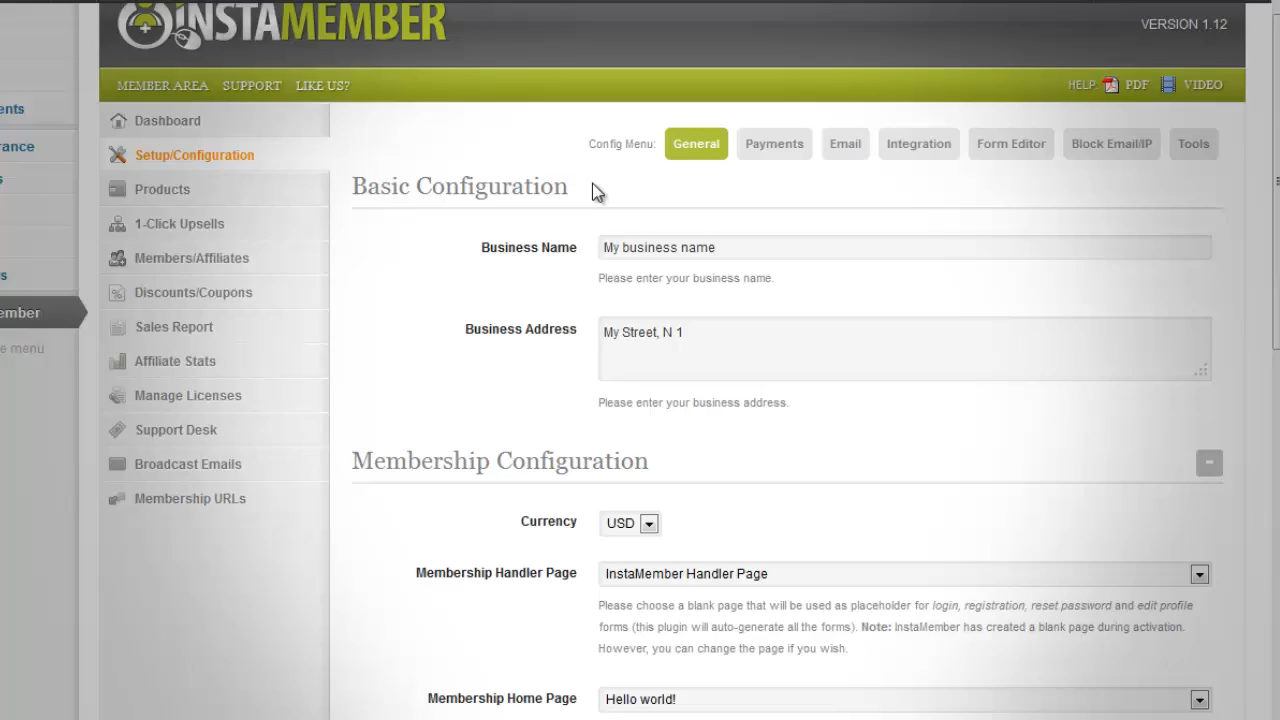 INSTAMEMBER
VERSION 1.12
MEMBER AREA SUPPORT LIKE US?
HELP: PDF VIDEO
ents
rance
s
s
ember
e menu
Dashboard
Setup/Configuration
Products
1-Click Upsells
Members/Affiliates
Discounts/Coupons
Sales Report
Affiliate Stats
Manage Licenses
Support Desk
Broadcast Emails
Membership URLs
Config Menu: General Payments Email Integration Form Editor Block Email/IP Tools
Basic Configuration
Business Name My business name
Please enter your business name.
Business Address My Street, N 1
Please enter your business address.
Membership Configuration -
Currency USD
Membership Handler Page InstaMember Handler Page
Please choose a blank page that will be used as placeholder for login, registration, reset password and edit profile
forms (this plugin will auto-generate all the forms). Note: InstaMember has created a blank page during activation.
However, you can change the page if you wish.
Membership Home Page Hello world!